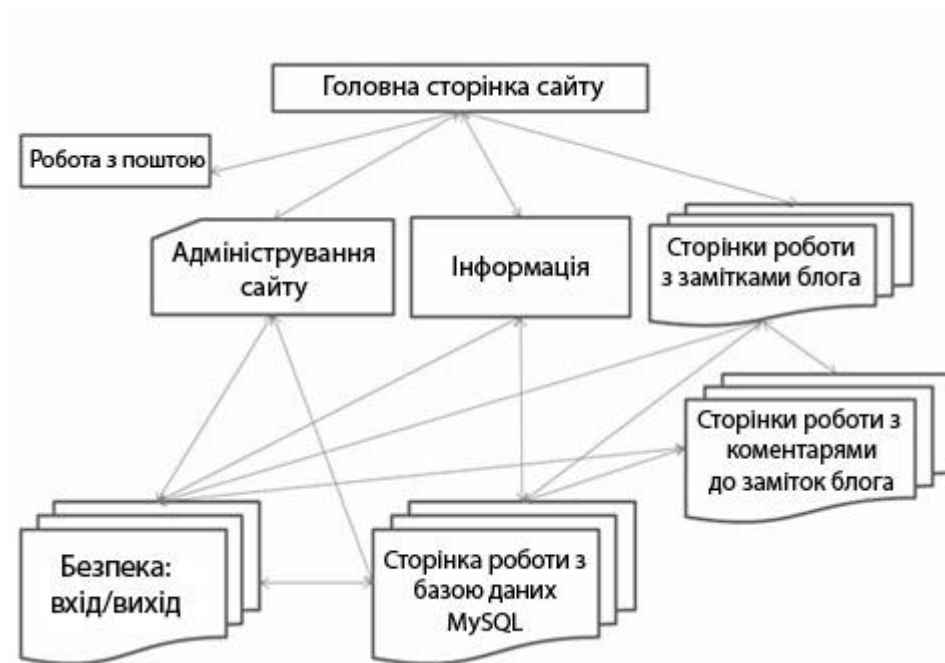 Головна сторінка сайту
Робота з поштою
Адміністрування
сайту
Інформація
Сторінки роботи
з замітками блога
Сторінки роботи з
коментарями
до заміток блога
Безпека:
вхід/вихід
Сторінка роботи з
базою даних
MySQL